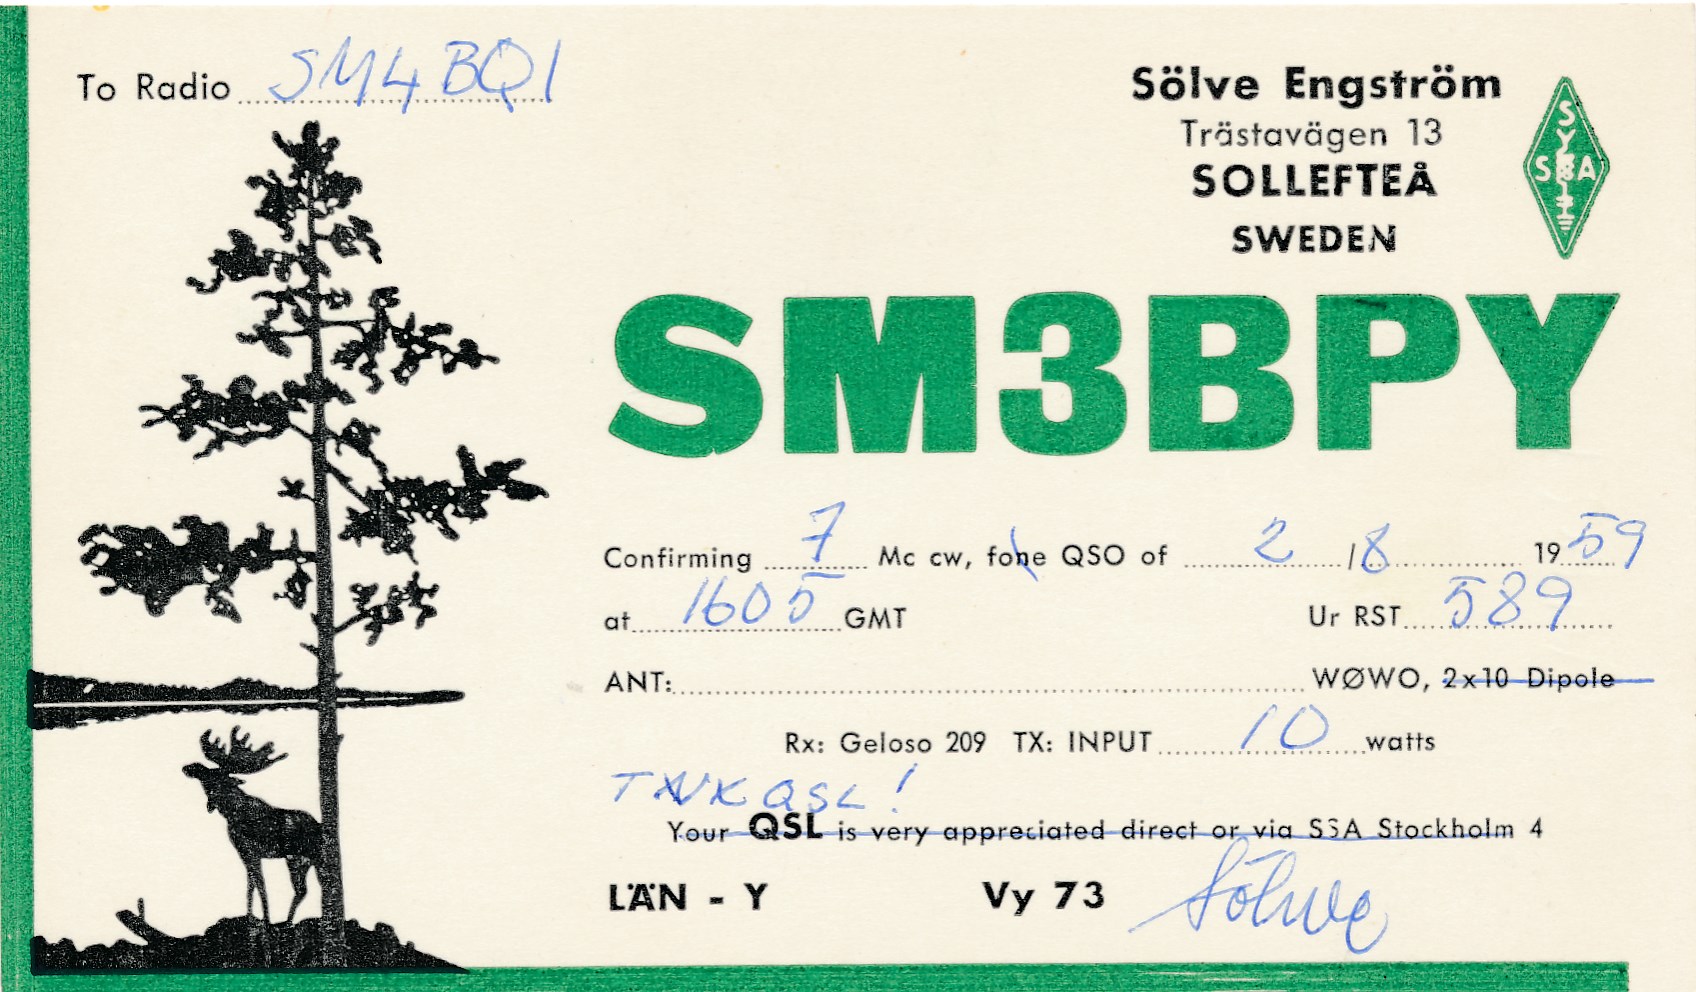 To Radio SM4BQI
Sölve Engström
Trästavägen 13
SOLLEFTEÅ
SWEDEN
SSA
SM3BPY
Confirming 7 Mc cw, fone QSO of 2/8 1959
at 1605 GMT Ur RST 589
ANT: WØWO, 2x10 Dipole
Rx: Geloso 209 TX: INPUT 10 watts
TNK QSL!
Your QSL is very appreciated direct or via SSA Stockholm 4
LÄN - Y Vy 73 Sölve